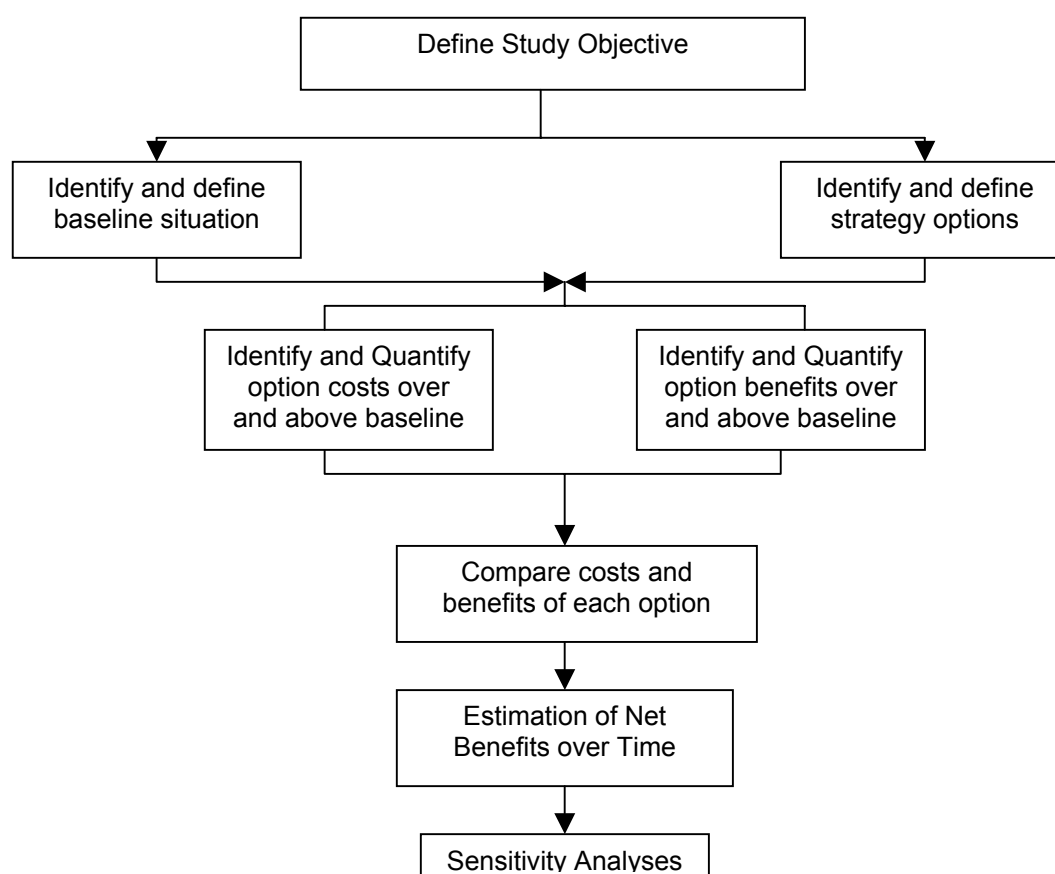 Define Study Objective
Identify and define
baseline situation
Identify and define
strategy options
Identify and Quantify
option costs over
and above baseline
Identify and Quantify
option benefits over
and above baseline
Compare costs and
benefits of each option
Estimation of Net
Benefits over Time
Sensitivity Analyses